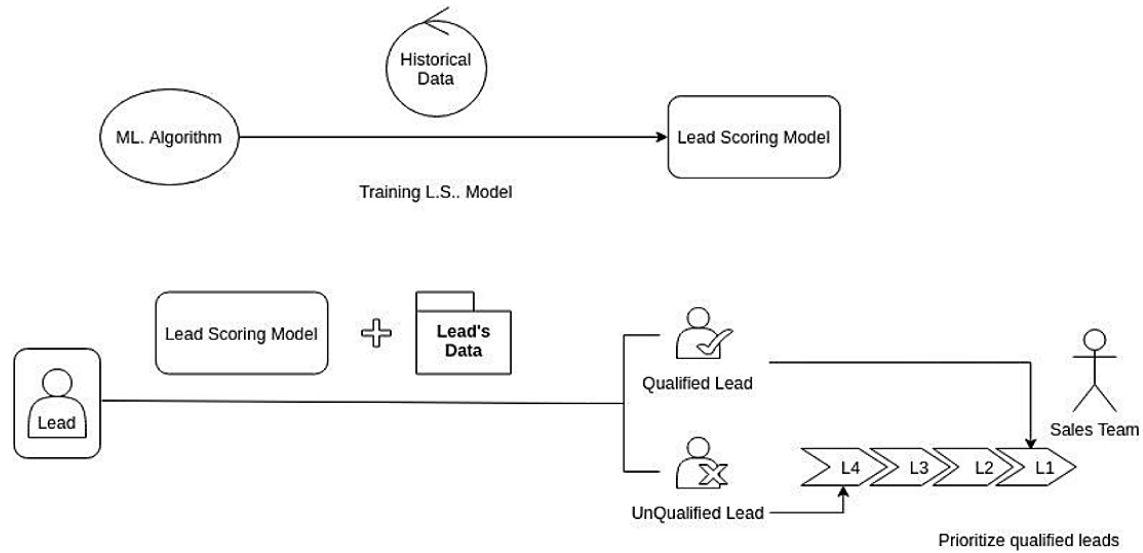 Historical
Data
ML. Algorithm
Lead Scoring Model
Training L.S.. Model
Lead Scoring Model
Lead's
Data
Lead
Qualified Lead
Sales Team
L4
L3
L2
L1
UnQualified Lead
Prioritize qualified leads